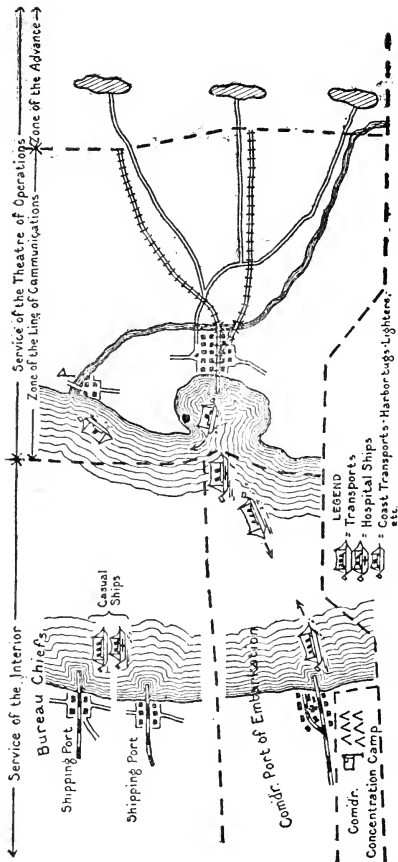 Service of the Interior
Service of the Theatre of Operations
Zone of the Line of Communications
Zone of the Advance
Bureau Chiefs
Shipping Port
Shipping Port
Casual
Ships
P
Comdr. Port of Embarkation
Comdr.
Concentration Camp
LEGEND
= Transports
= Hospital Ships
= Coast Transports-Harbor tugs-Lighters,
etc.